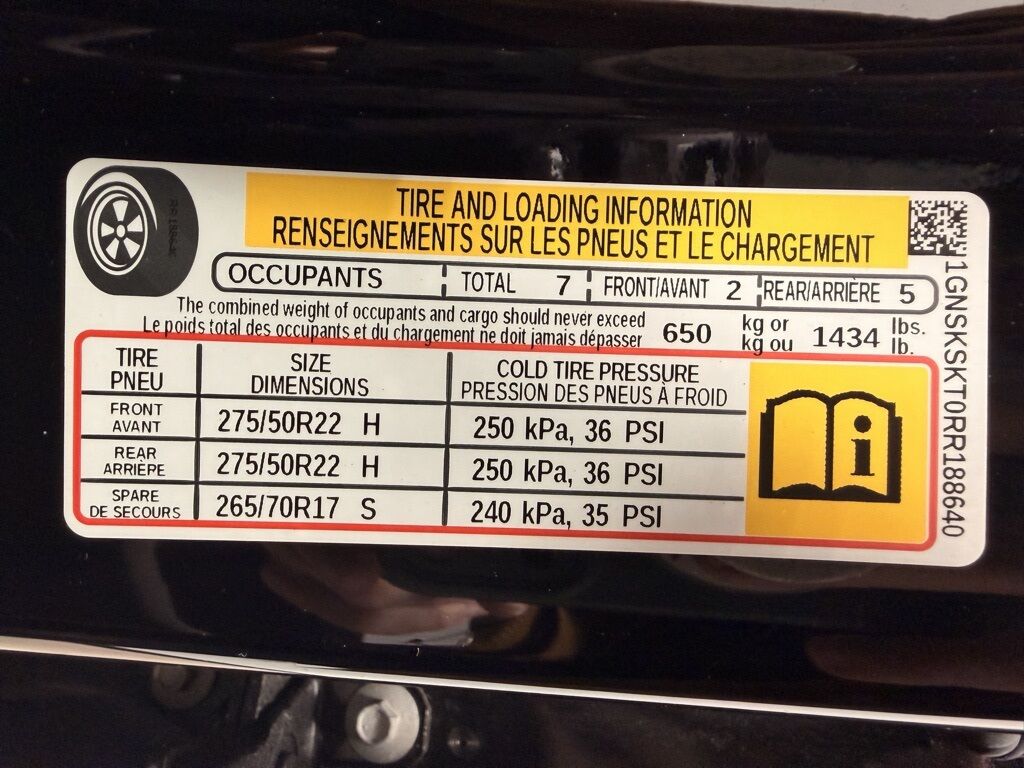 TIRE AND LOADING INFORMATION
RENSEIGNEMENTS SUR LES PNEUS ET LE CHARGEMENT
OCCUPANTS TOTAL 7 FRONT/AVANT 2 REAR/ARRIÈRE 5
The combined weight of occupants and cargo should never exceed 650 kg or 1434 lbs.
Le poids total des occupants et du chargement ne doit jamais dépasser kg ou lb.
TIRE SIZE COLD TIRE PRESSURE
PNEU DIMENSIONS PRESSION DES PNEUS À FROID
FRONT
AVANT 275/50R22 H 250 kPa, 36 PSI
REAR
ARRIÈRE 275/50R22 H 250 kPa, 36 PSI
SPARE
DE SECOURS 265/70R17 S 240 kPa, 35 PSI
i
1GNSKSKT0RR188640